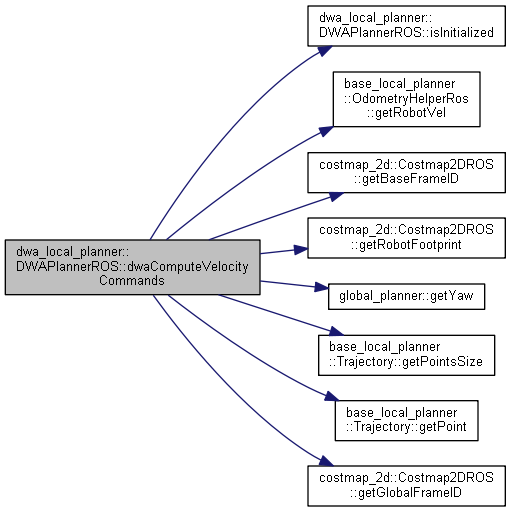 dwa_local_planner::
DWAPlannerROS::isInitialized
base_local_planner
::OdometryHelperRos
::getRobotVel
costmap_2d::Costmap2DROS
::getBaseFrameID
costmap_2d::Costmap2DROS
::getRobotFootprint
dwa_local_planner::
DWAPlannerROS::dwaComputeVelocity
Commands
global_planner::getYaw
base_local_planner
::Trajectory::getPointsSize
base_local_planner
::Trajectory::getPoint
costmap_2d::Costmap2DROS
::getGlobalFrameID